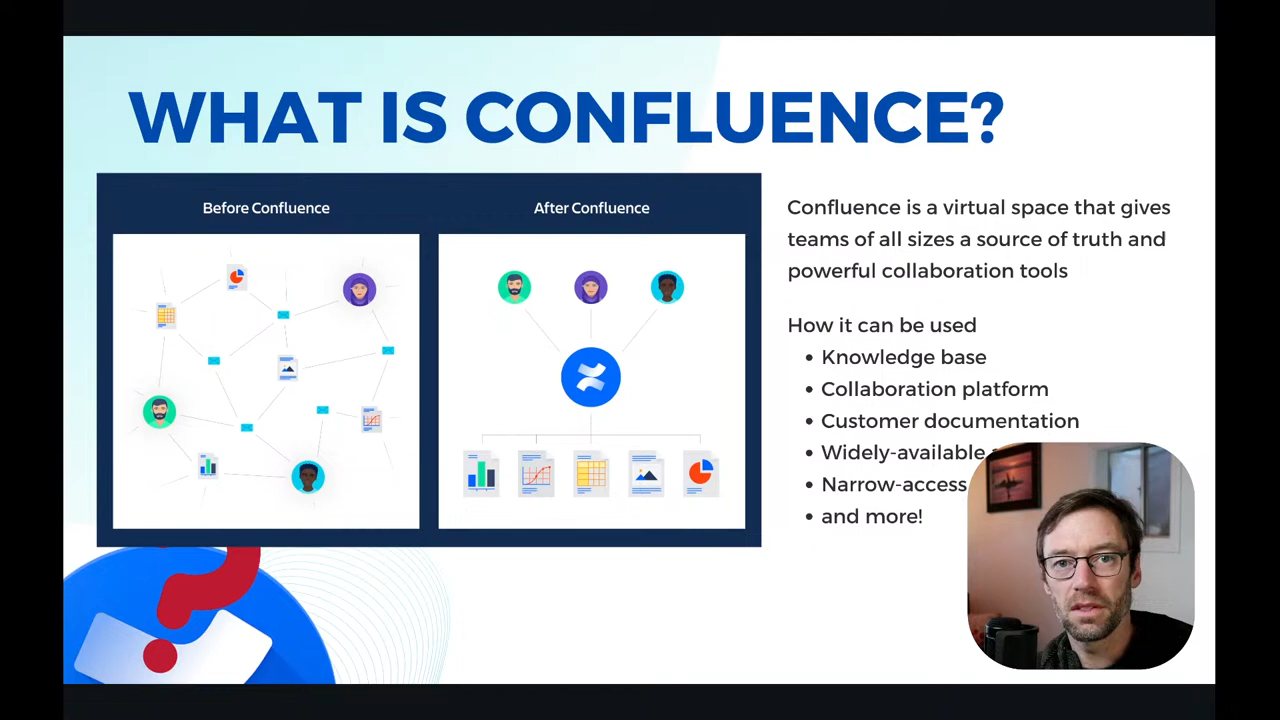 WHAT IS CONFLUENCE?
Before Confluence
After Confluence
Confluence is a virtual space that gives
teams of all sizes a source of truth and
powerful collaboration tools
How it can be used
• Knowledge base
• Collaboration platform
• Customer documentation
• Widely-available
• Narrow-access
• and more!